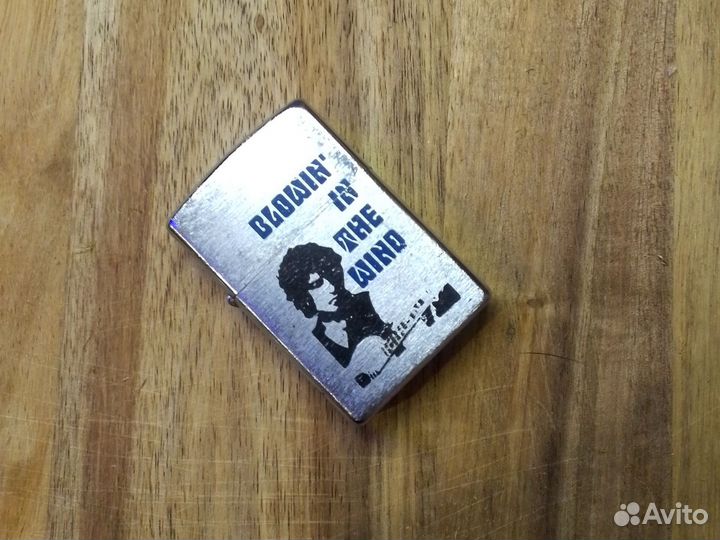 BLOWIN'
IN
THE
WIND
Avito